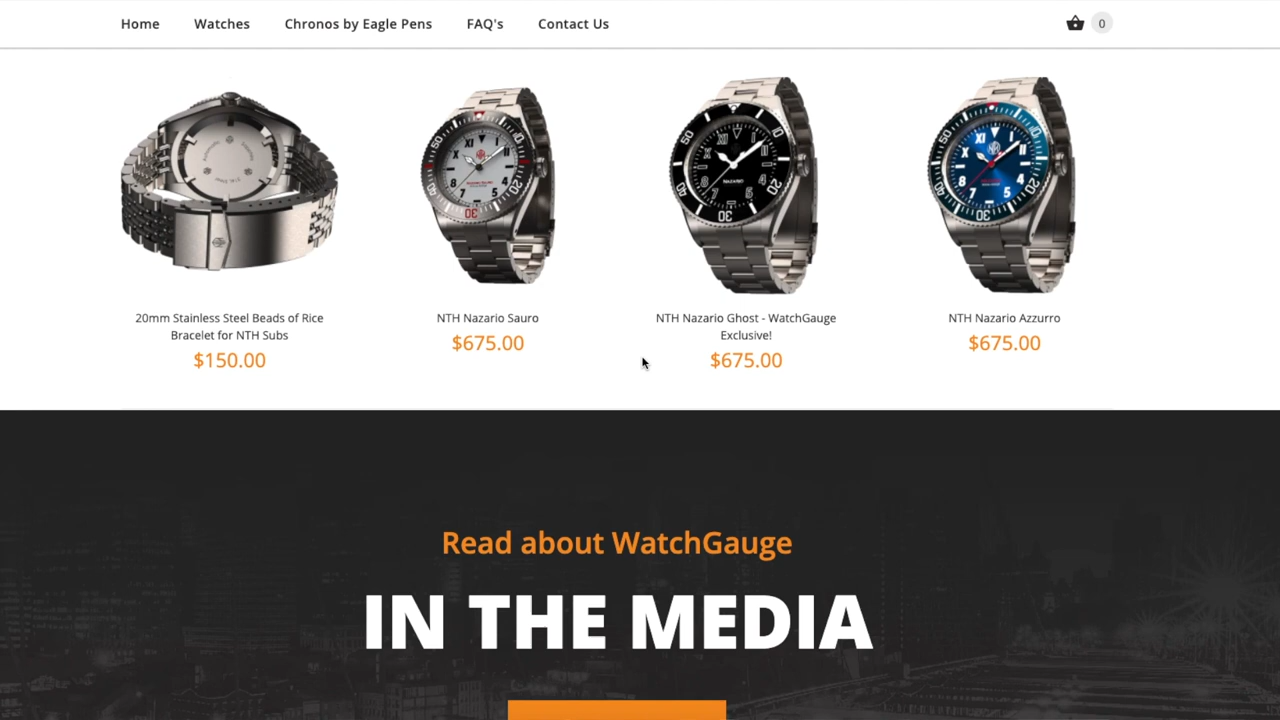 Home Watches Chronos by Eagle Pens FAQ's Contact Us 0
20mm Stainless Steel Beads of Rice
Bracelet for NTH Subs
$150.00
NTH Nazario Sauro
$675.00
NTH Nazario Ghost - WatchGauge
Exclusive!
$675.00
NTH Nazario Azzurro
$675.00
Read about WatchGauge
IN THE MEDIA